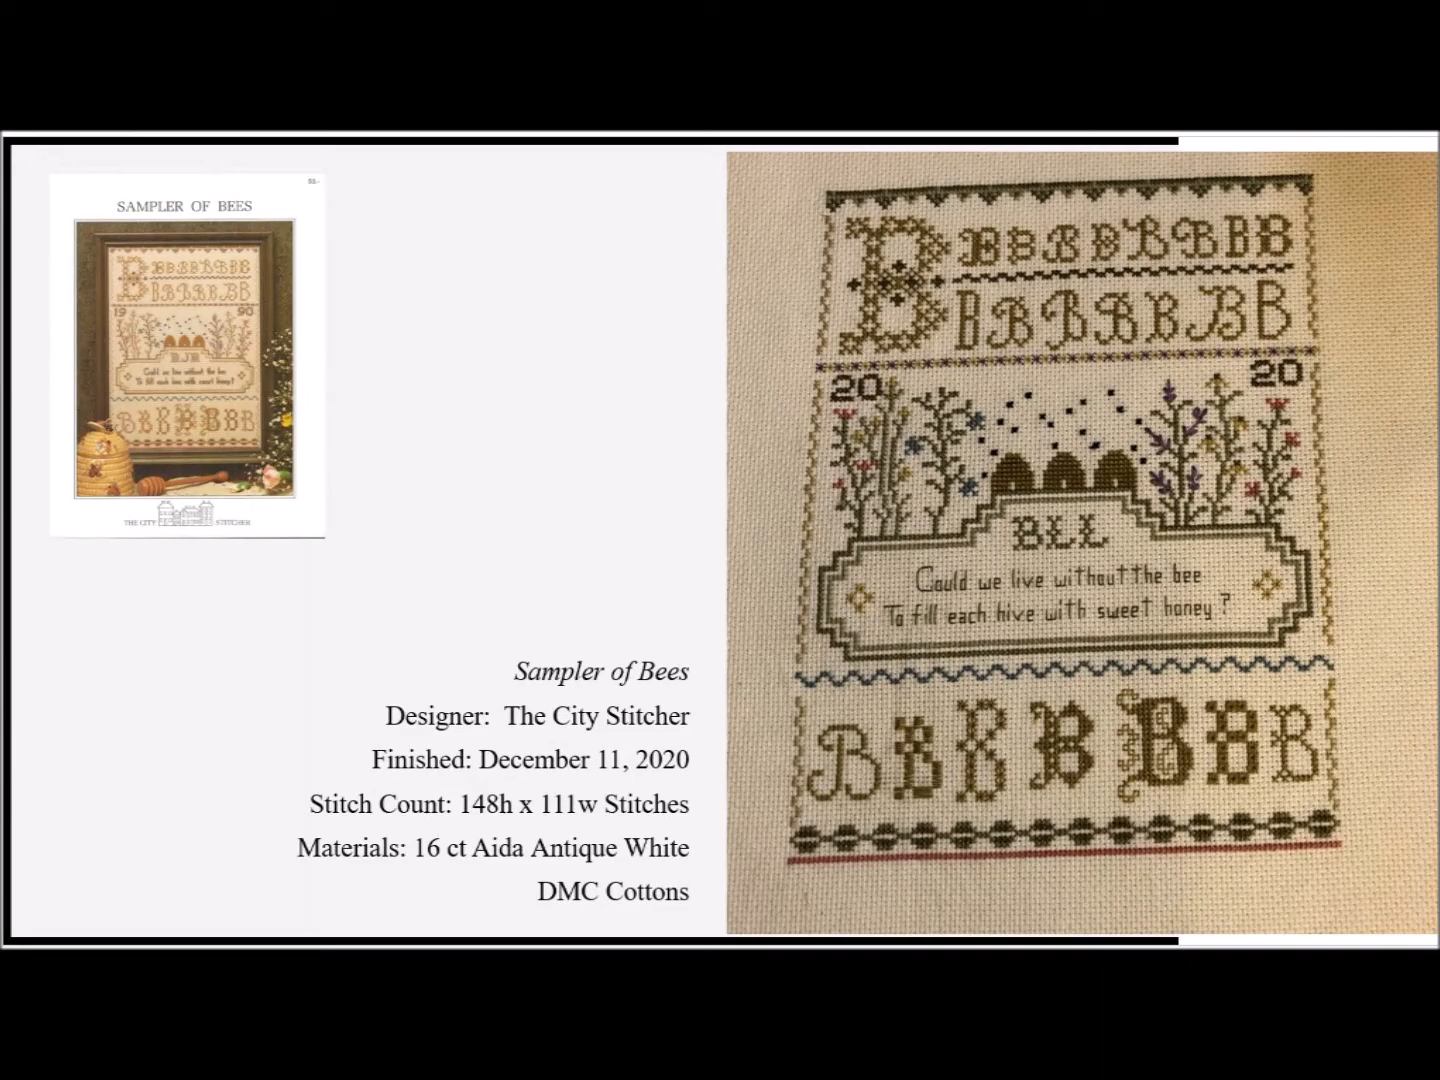 $5.-
SAMPLER OF BEES
B B B B B B B B B
B B B B B B B
19 90
BJB
Could we live without the bee
To fill each hive with sweet honey?
B B B B B B B
THE CITY STITCHER
Sampler of Bees
Designer: The City Stitcher
Finished: December 11, 2020
Stitch Count: 148h x 111w Stitches
Materials: 16 ct Aida Antique White
DMC Cottons
B B B B B B B B B
B B B B B B B
20 20
BLL
Could we live without the bee
To fill each hive with sweet honey?
B B B B B B B